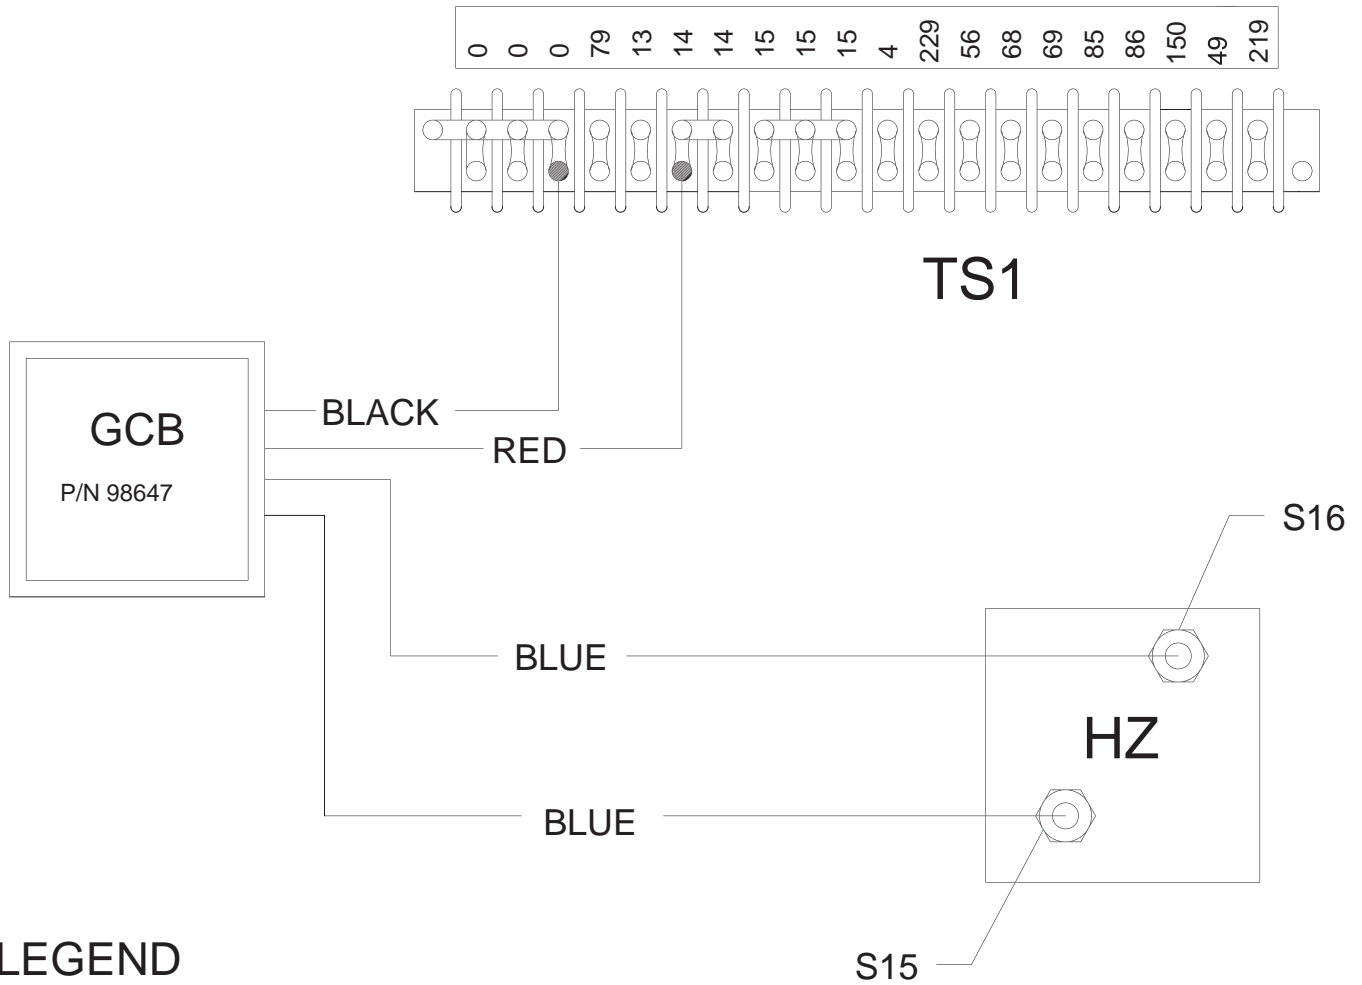 0 0 0 79 13 14 14 15 15 15 4 229 56 68 69 85 86 150 49 219
TS1
GCB
P/N 98647
BLACK
RED
BLUE
S16
HZ
BLUE
S15
LEGEND